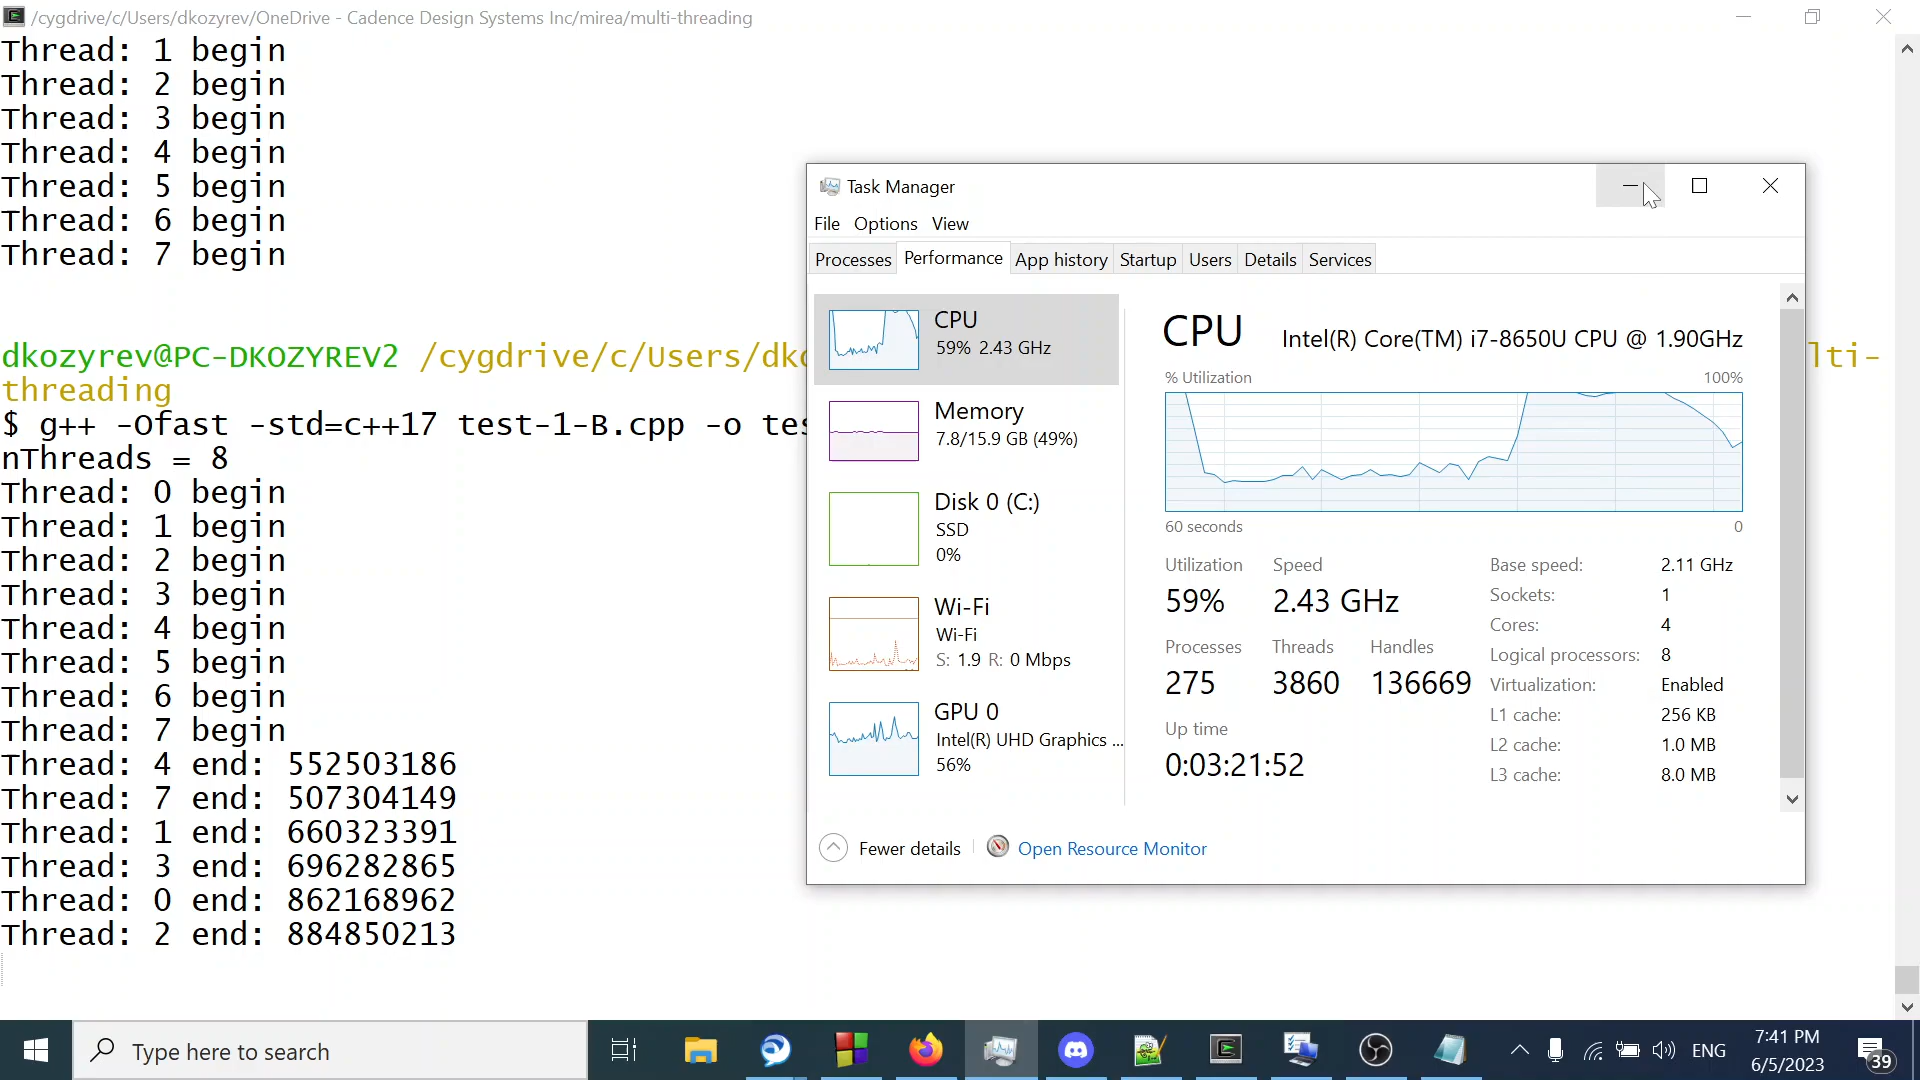 /cygdrive/c/Users/dkozyrev/OneDrive - Cadence Design Systems Inc/mirea/multi-threading
Thread: 1 begin
Thread: 2 begin
Thread: 3 begin
Thread: 4 begin
Thread: 5 begin
Thread: 6 begin
Thread: 7 begin
dkozyrev@PC-DKOZYREV2 /cygdrive/c/Users/dko lti-
threading
$ g++ -Ofast -std=c++17 test-1-B.cpp -o tes
nThreads = 8
Thread: 0 begin
Thread: 1 begin
Thread: 2 begin
Thread: 3 begin
Thread: 4 begin
Thread: 5 begin
Thread: 6 begin
Thread: 7 begin
Thread: 4 end: 552503186
Thread: 7 end: 507304149
Thread: 1 end: 660323391
Thread: 3 end: 696282865
Thread: 0 end: 862168962
Thread: 2 end: 884850213
Task Manager
File Options View
Processes Performance App history Startup Users Details Services
CPU
59% 2.43 GHz
Memory
7.8/15.9 GB (49%)
Disk 0 (C:)
SSD
0%
Wi-Fi
Wi-Fi
S: 1.9 R: 0 Mbps
GPU 0
Intel(R) UHD Graphics ...
56%
CPU Intel(R) Core(TM) i7-8650U CPU @ 1.90GHz
% Utilization 100%
60 seconds 0
Utilization Speed
59% 2.43 GHz
Processes Threads Handles
275 3860 136669
Up time
0:03:21:52
Base speed: 2.11 GHz
Sockets: 1
Cores: 4
Logical processors: 8
Virtualization: Enabled
L1 cache: 256 KB
L2 cache: 1.0 MB
L3 cache: 8.0 MB
Fewer details Open Resource Monitor
Type here to search
ENG
7:41 PM
6/5/2023
39